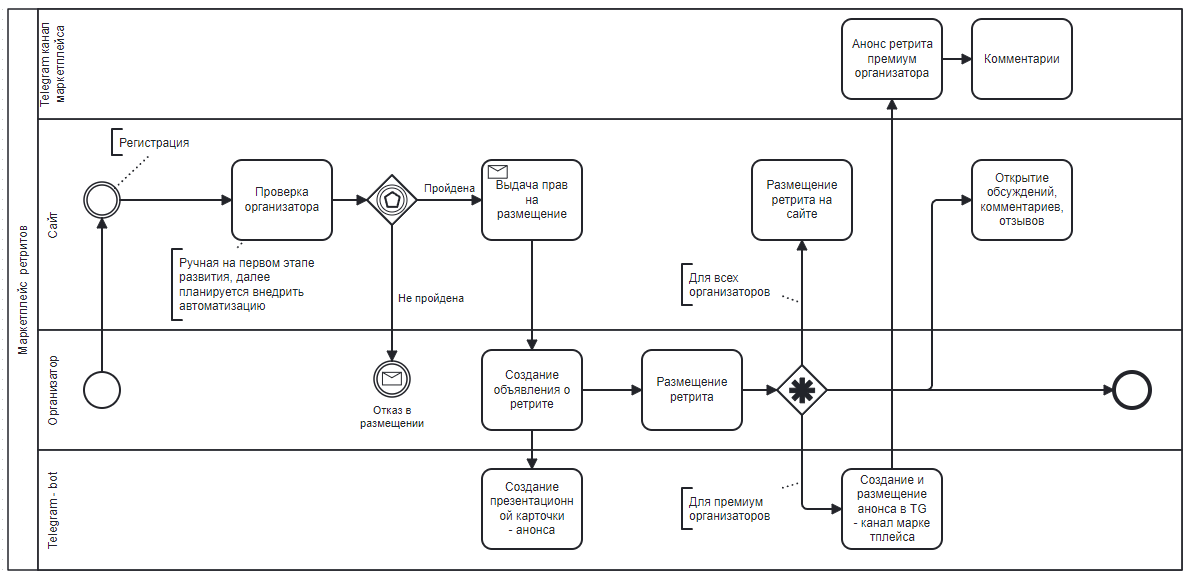 Маркетплейс ретритов
Telegram канал
маркетплейса
Анонс ретрита
премиум
организатора
Комментарии
Сайт
Регистрация
Проверка
организатора
Ручная на первом этапе
развития, далее
планируется внедрить
автоматизацию
Пройдена
Не пройдена
Выдача прав
на
размещение
Размещение
ретрита на
сайте
Для всех
организаторов
Открытие
обсуждений,
комментариев,
отзывов
Организатор
Отказ в
размещении
Создание
объявления о
ретрите
Размещение
ретрита
Telegram - bot
Создание
презентационн
ой карточки
- анонса
Для премиум
организаторов
Создание и
размещение
анонса в TG
- канал марке
тплейса